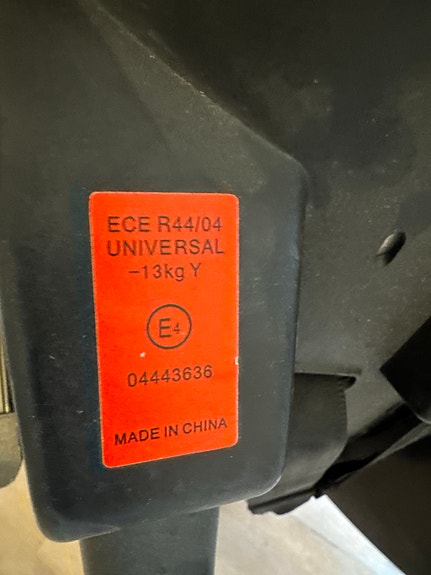 ECE R44/04
UNIVERSAL
-13kg Y
E4
04443636
MADE IN CHINA